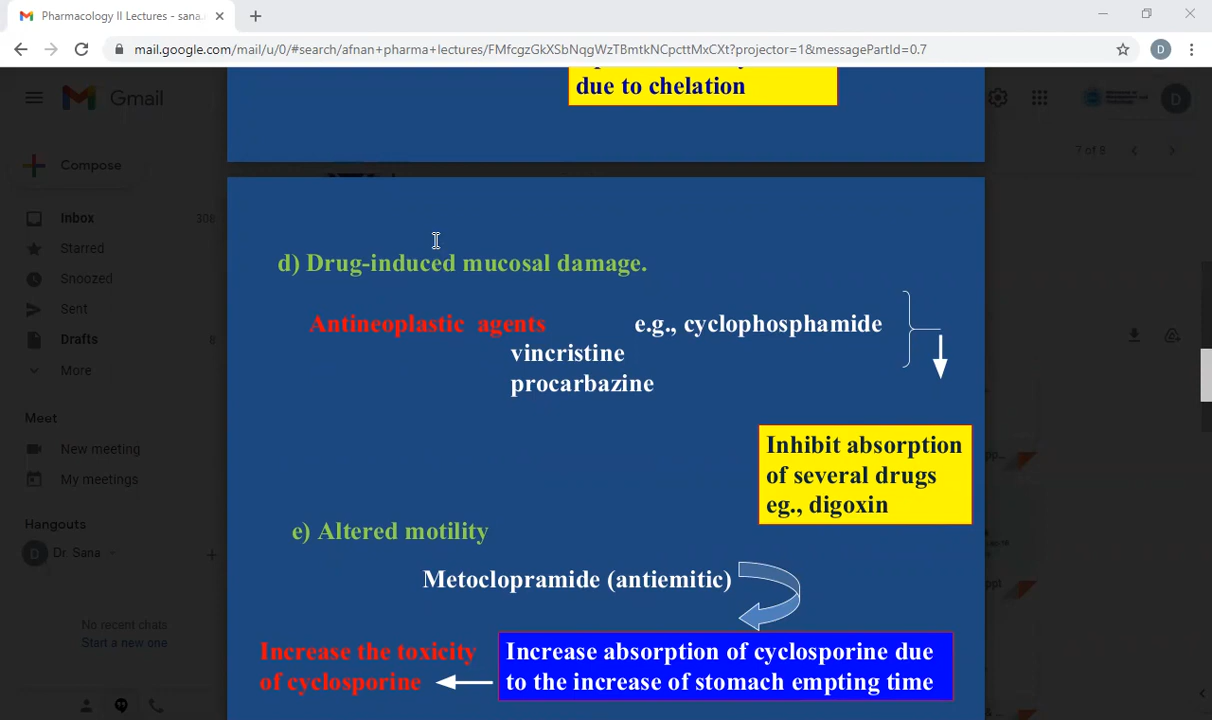 Pharmacology II Lectures - sana.
mail.google.com/mail/u/0/#search/afnan+pharma+lectures/FMfcgzGkXSbNqgWzTBmtkNCpcttMxCXt?projector=1&messagePartId=0.7
D
due to chelation
Gmail
D
Compose
7 of 8
Inbox 308
Starred
Snoozed
Sent
Drafts 8
More
Meet
New meeting
My meetings
Hangouts
D Dr Sana
No recent chats
Start a new one
d) Drug-induced mucosal damage.
Antineoplastic agents e.g., cyclophosphamide
vincristine
procarbazine
Inhibit absorption
of several drugs
eg., digoxin
e) Altered motility
Metoclopramide (antiemitic)
Increase absorption of cyclosporine due
to the increase of stomach empting time
Increase the toxicity
of cyclosporine